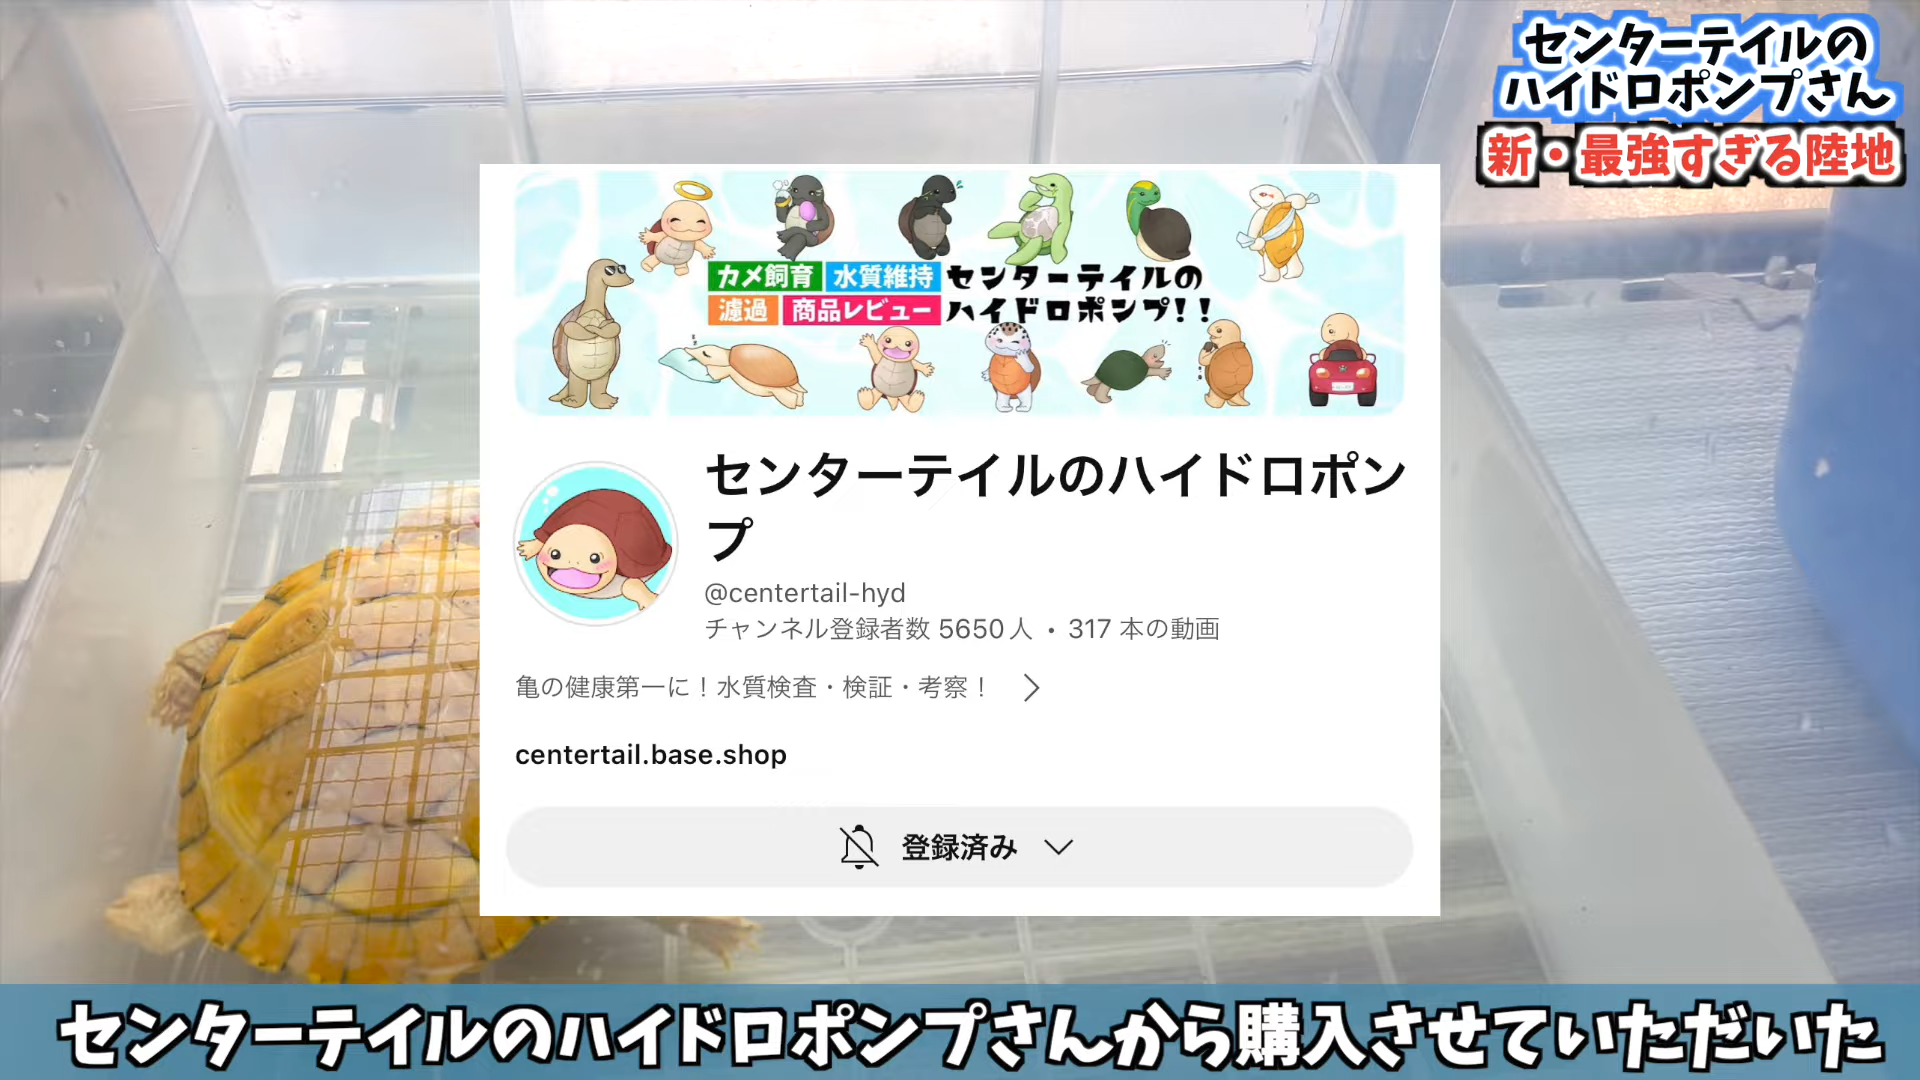 センターテイルの
ハイドロポンプさん
新・最強すぎる陸地
カメ飼育 水質維持 センターテイルの
濾過 商品レビュー ハイドロポンプ!!
センターテイルのハイドロポン
プ
@centertail-hyd
チャンネル登録者数 5650人 • 317 本の動画
亀の健康第一に！水質検査・検証・考察！
centertail.base.shop
登録済み
センターテイルのハイドロポンプさんから購入させていただいた